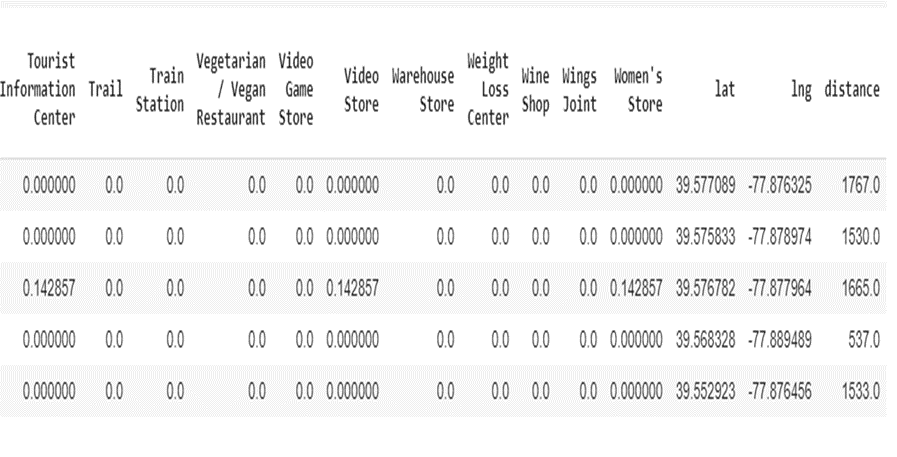 Tourist Information Center Trail Train Station Vegetarian / Vegan Restaurant Video Game Store Video Store Warehouse Store Weight Loss Center Wine Shop Wings Joint Women's Store lat lng distance
0.000000 0.0 0.0 0.0 0.0 0.000000 0.0 0.0 0.0 0.0 0.000000 39.577089 -77.876325 1767.0
0.000000 0.0 0.0 0.0 0.0 0.000000 0.0 0.0 0.0 0.0 0.000000 39.575833 -77.878974 1530.0
0.142857 0.0 0.0 0.0 0.0 0.142857 0.0 0.0 0.0 0.0 0.142857 39.576782 -77.877964 1665.0
0.000000 0.0 0.0 0.0 0.0 0.000000 0.0 0.0 0.0 0.0 0.000000 39.568328 -77.889489 537.0
0.000000 0.0 0.0 0.0 0.0 0.000000 0.0 0.0 0.0 0.0 0.000000 39.552923 -77.876456 1533.0